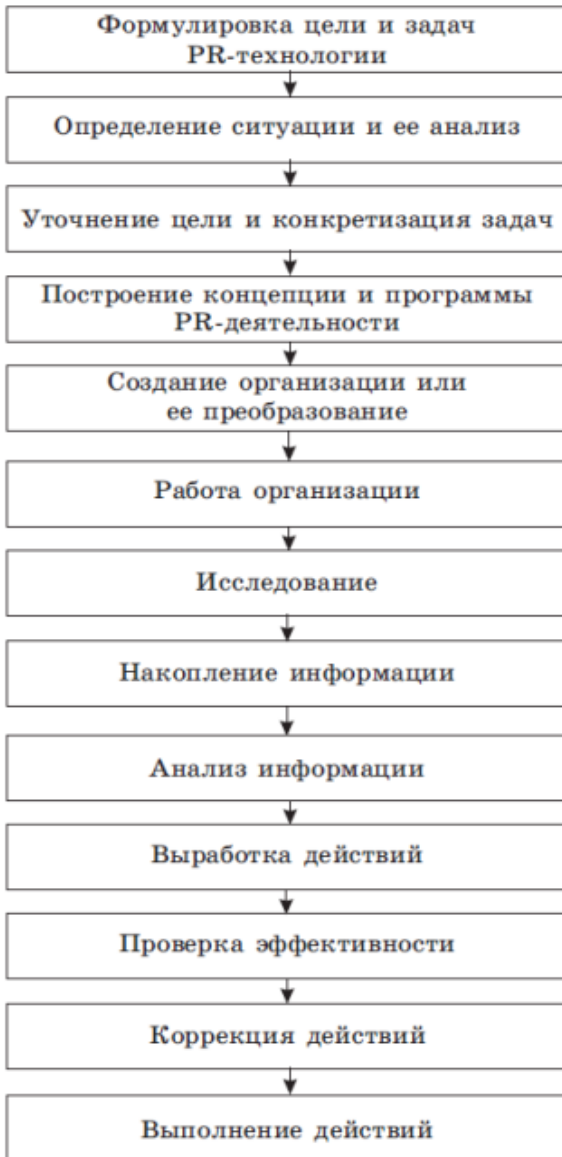 Формулировка цели и задач
PR-технологии
Определение ситуации и ее анализ
Уточнение цели и конкретизация задач
Построение концепции и программы
PR-деятельности
Создание организации или
ее преобразование
Работа организации
Исследование
Накопление информации
Анализ информации
Выработка действий
Проверка эффективности
Коррекция действий
Выполнение действий